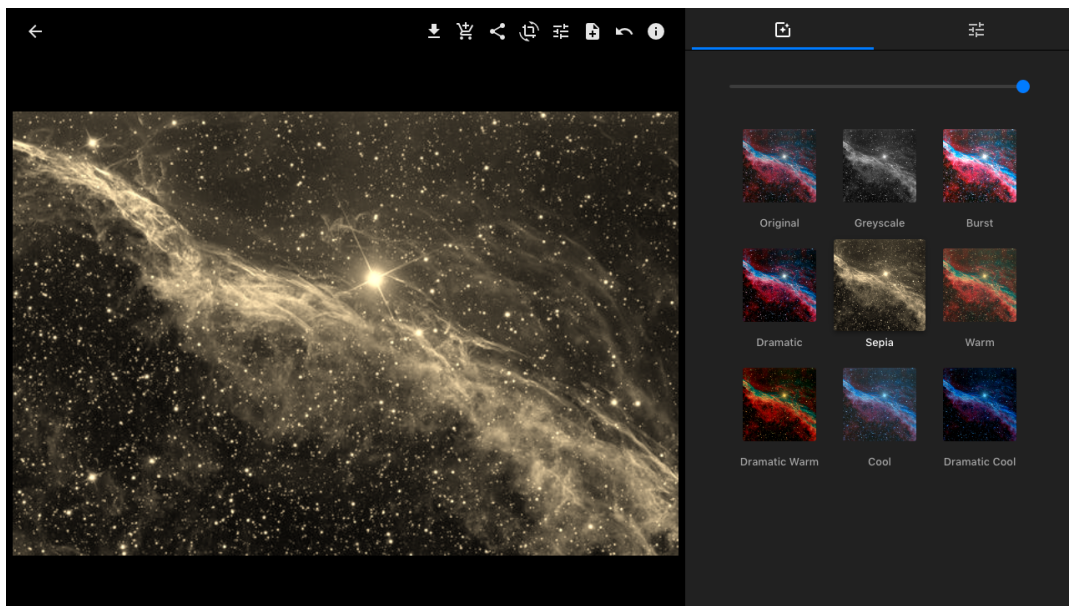 Original
Greyscale
Burst
Dramatic
Sepia
Warm
Dramatic Warm
Cool
Dramatic Cool